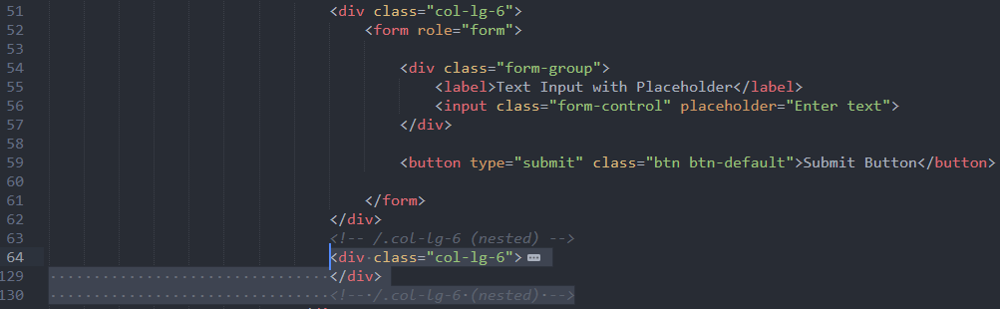 51 <div class="col-lg-6">
52 <form role="form">
53
54 <div class="form-group">
55 <label>Text Input with Placeholder</label>
56 <input class="form-control" placeholder="Enter text">
57 </div>
58
59 <button type="submit" class="btn btn-default">Submit Button</button>
60
61 </form>
62 </div>
63 <!-- /.col-lg-6 (nested) -->
64 <div class="col-lg-6">
129 </div>
130 <!-- /.col-lg-6 (nested) -->